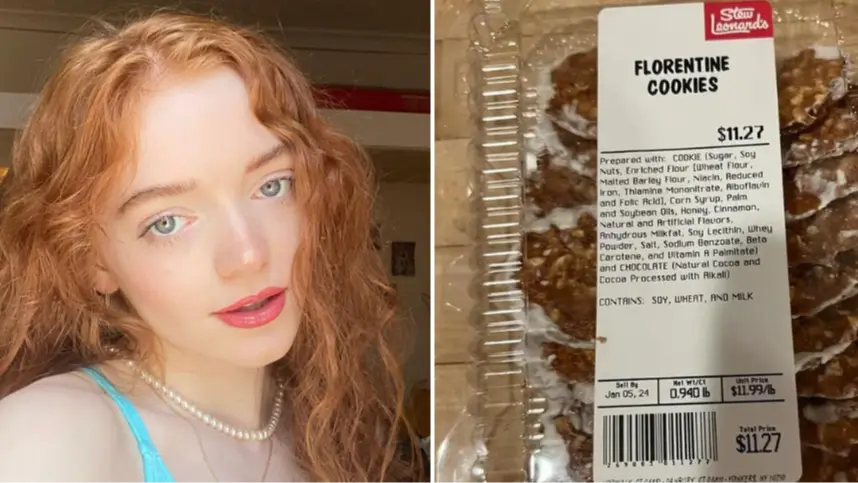 Stew
Leonard's
FLORENTINE
COOKIES
$11.27
Prepared with: COOKIE (Sugar, Soy
Nuts, Enriched Flour [Wheat Flour,
Malted Barley Flour, Niacin, Reduced
Iron, Thiamine Mononitrate, Riboflavin
and Folic Acid], Corn Syrup, Palm
and Soybean Oils, Honey, Cinnamon,
Natural and Artificial Flavors,
Anhydrous Milkfat, Soy Lecithin, Whey
Powder, Salt, Sodium Benzoate, Beta
Carotene, and Vitamin A Palmitate)
and CHOCOLATE (Natural Cocoa and
Cocoa Processed with Alkali)
CONTAINS: SOY, WHEAT, AND MILK
Sell By Net Wt/Ct Unit Price
Jan 05, 24 0.940 lb $11.99/lb
Total Price
$11.27